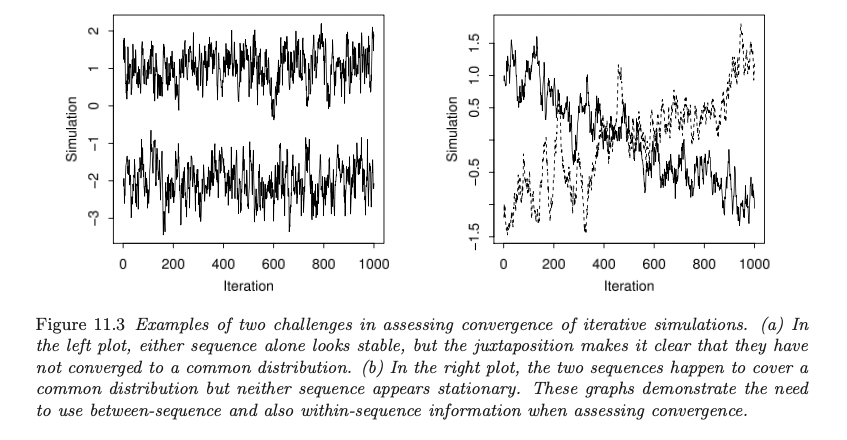 2
1
0
−1
−2
−3
Simulation
0 200 400 600 800 1000
Iteration
1.5
1.0
0.5
−0.5
−1.5
Simulation
0 200 400 600 800 1000
Iteration
Figure 11.3 Examples of two challenges in assessing convergence of iterative simulations. (a) In
the left plot, either sequence alone looks stable, but the juxtaposition makes it clear that they have
not converged to a common distribution. (b) In the right plot, the two sequences happen to cover a
common distribution but neither sequence appears stationary. These graphs demonstrate the need
to use between-sequence and also within-sequence information when assessing convergence.